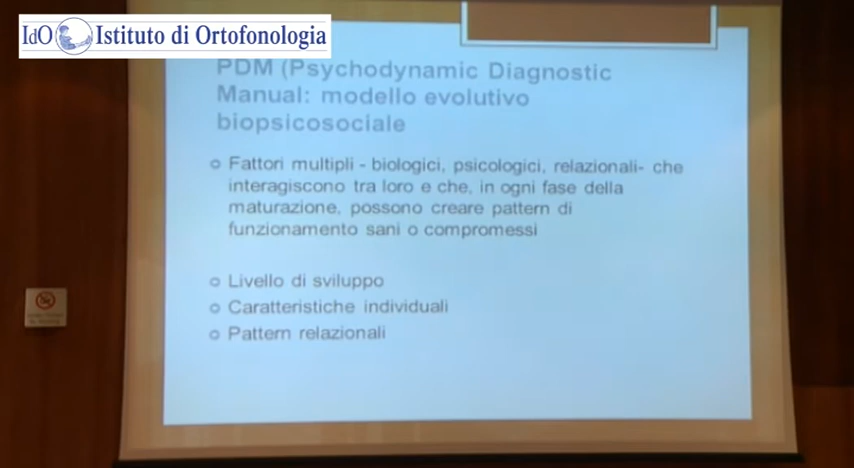 IdO Istituto di Ortofonologia
PDM (Psychodynamic Diagnostic
Manual: modello evolutivo
biopsicosociale
Fattori multipli - biologici, psicologici, relazionali- che
interagiscono tra loro e che, in ogni fase della
maturazione, possono creare pattern di
funzionamento sani o compromessi
Livello di sviluppo
Caratteristiche individuali
Pattern relazionali